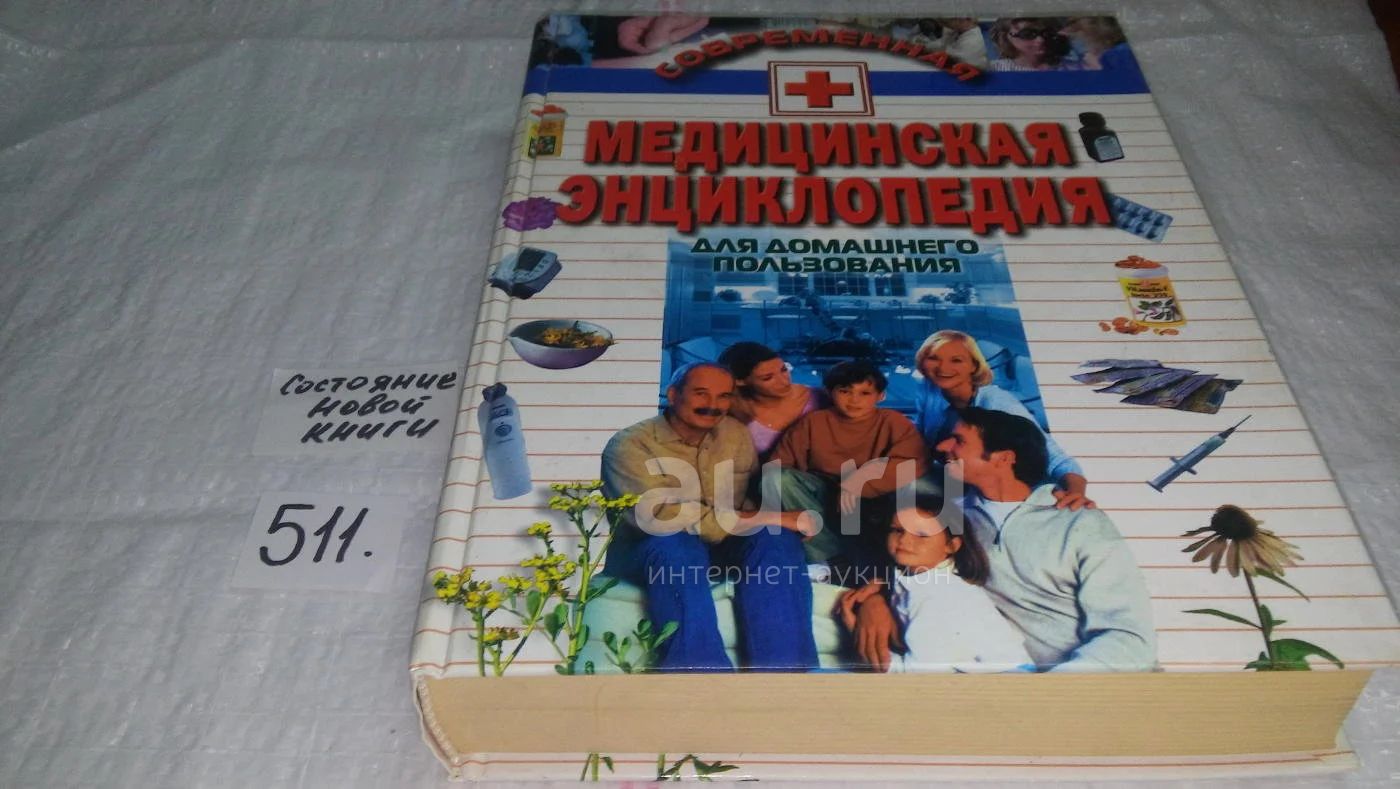 СОВРЕМЕННАЯ
МЕДИЦИНСКАЯ
ЭНЦИКЛОПЕДИЯ
ДЛЯ ДОМАШНЕГО
ПОЛЬЗОВАНИЯ
Состояние
новой
книги
511.
au.ru
интернет-аукцион